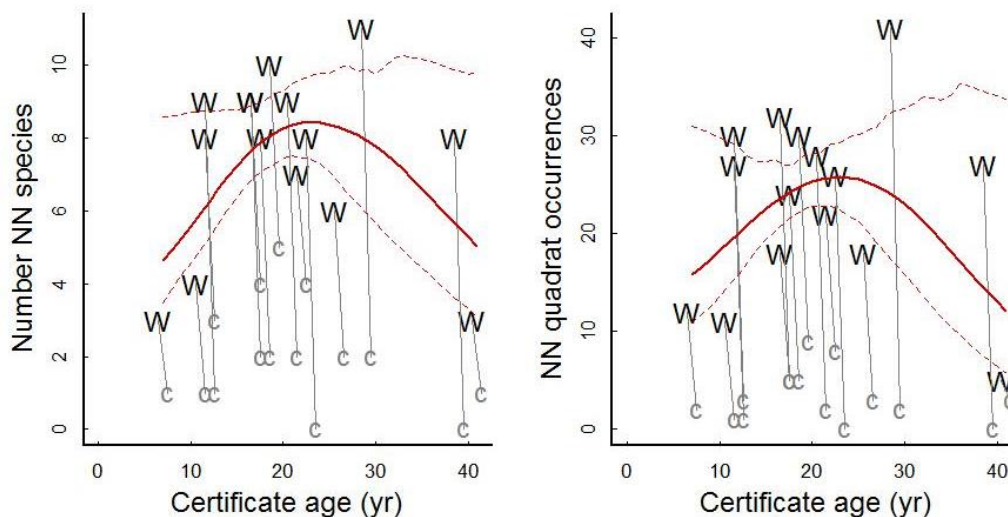 Number NN species
10
8
6
4
2
0
W
W
W W W
W W W W
W
W
W
W W
c
c c
c
c c c c c
c c c c
c c
0 10 20 30 40
Certificate age (yr)
NN quadrat occurrences
40
30
20
10
0
W
W
W W
W
W W
W
W
W
W W
W
W
W
c
c
c c
c c c
c c c
c c
c c
0 10 20 30 40
Certificate age (yr)